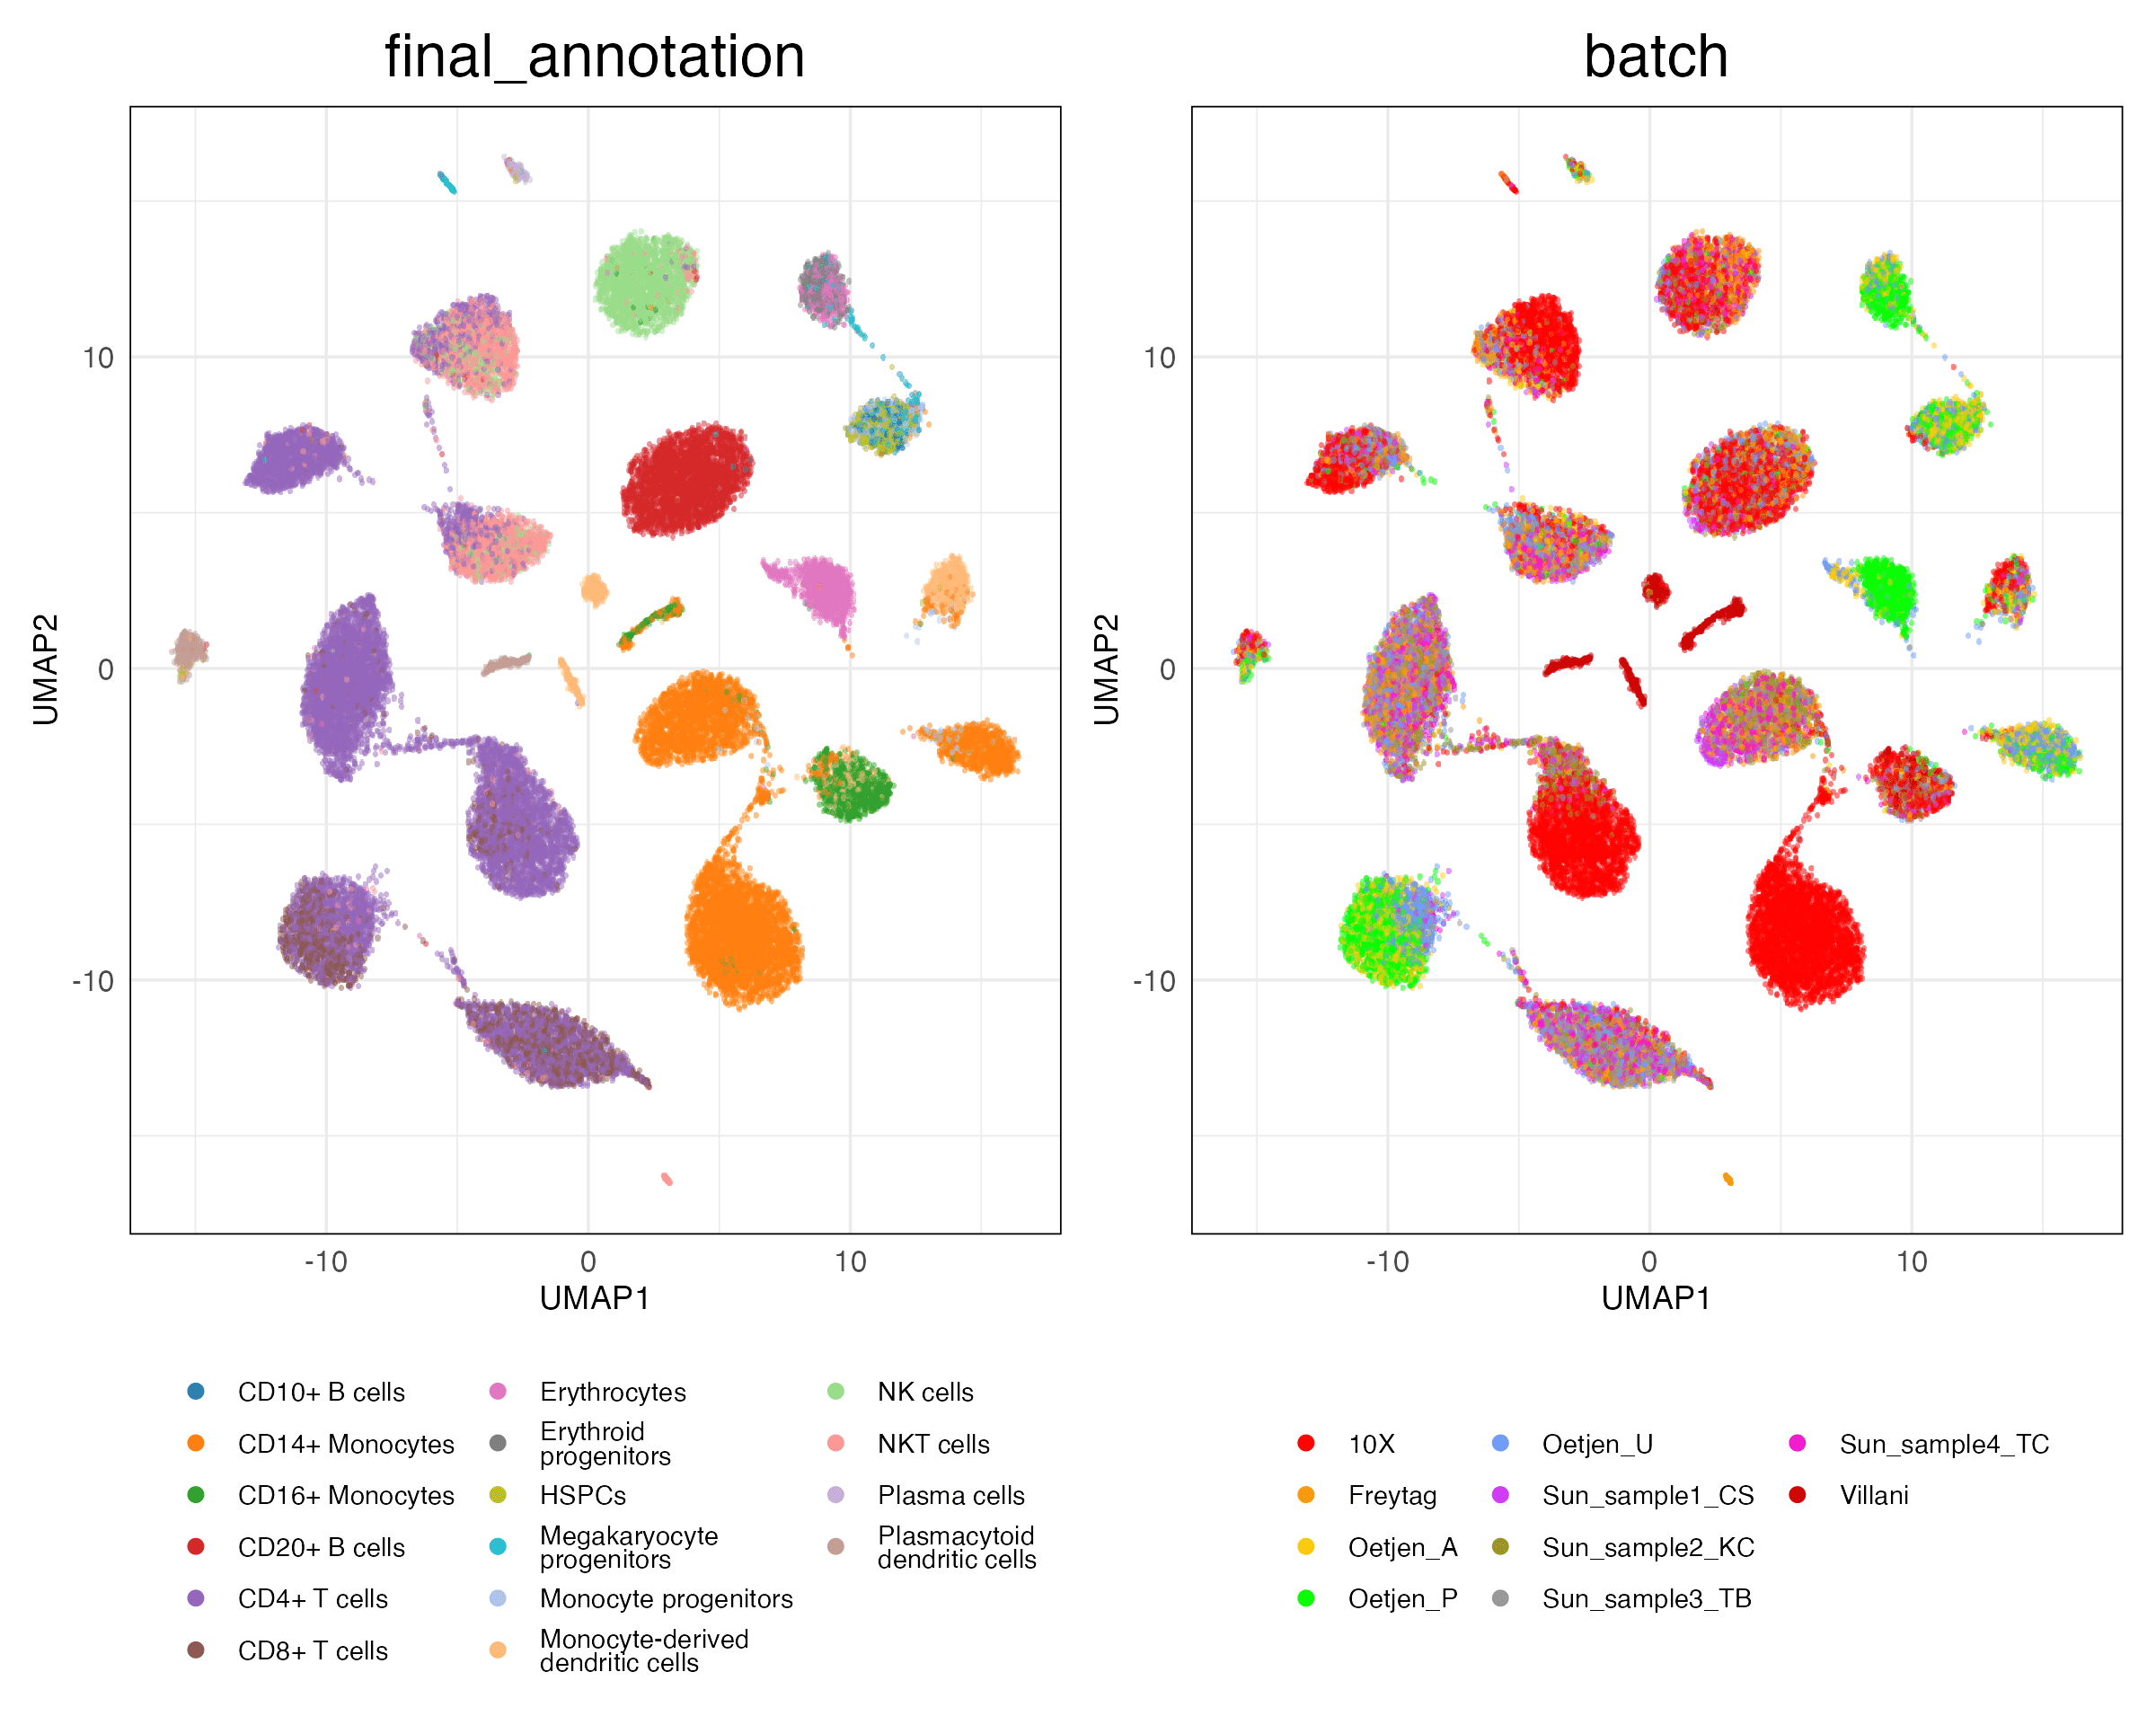 final_annotation
batch
10
0
-10
UMAP2
-10
0
10
UMAP1
10
0
-10
UMAP2
-10
0
10
UMAP1
CD10+ B cells
CD14+ Monocytes
CD16+ Monocytes
CD20+ B cells
CD4+ T cells
CD8+ T cells
Erythrocytes
Erythroid
progenitors
HSPCs
Megakaryocyte
progenitors
Monocyte progenitors
Monocyte-derived
dendritic cells
NK cells
NKT cells
Plasma cells
Plasmacytoid
dendritic cells
10X
Freytag
Oetjen_A
Oetjen_P
Oetjen_U
Sun_sample1_CS
Sun_sample2_KC
Sun_sample3_TB
Sun_sample4_TC
Villani